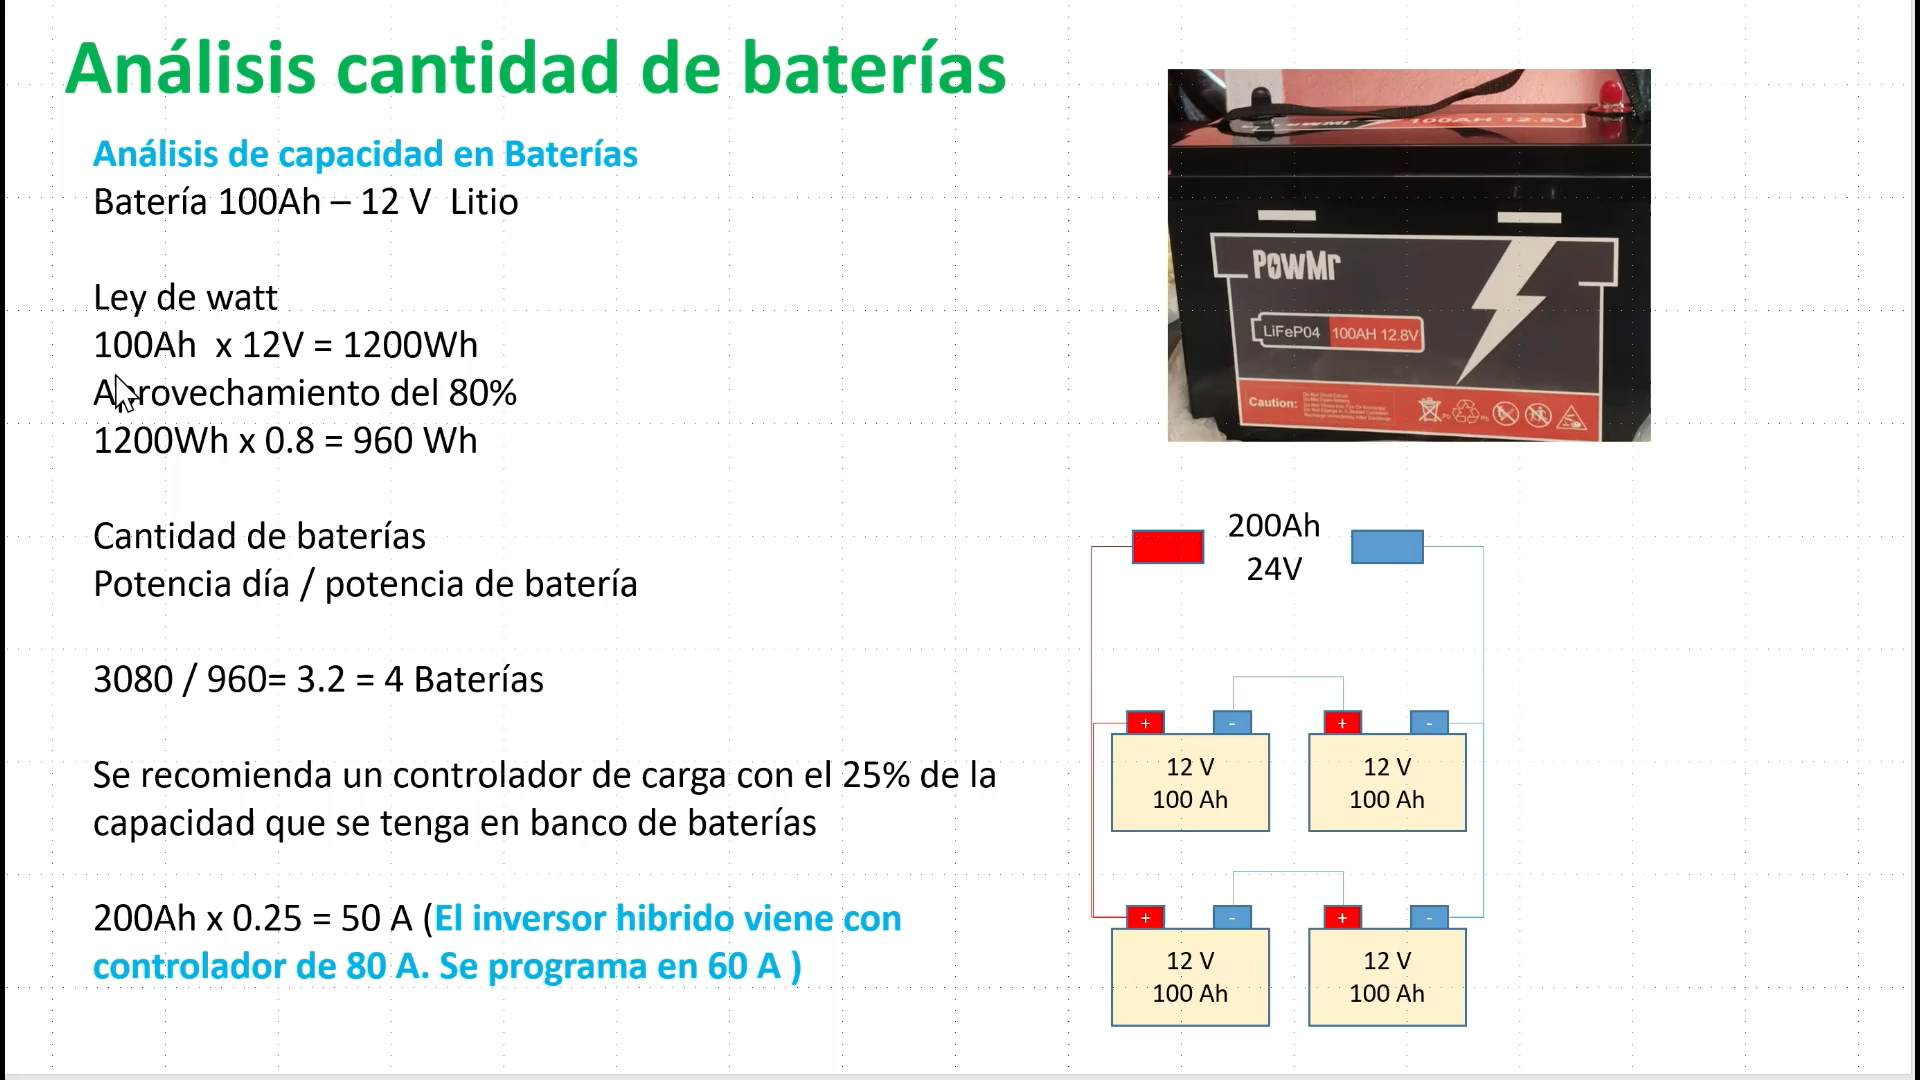 Análisis cantidad de baterías
Análisis de capacidad en Baterías
Batería 100Ah – 12 V Litio
Ley de watt
100Ah x 12V = 1200Wh
Aprovechamiento del 80%
1200Wh x 0.8 = 960 Wh
Cantidad de baterías
Potencia día / potencia de batería
3080 / 960= 3.2 = 4 Baterías
Se recomienda un controlador de carga con el 25% de la
capacidad que se tenga en banco de baterías
200Ah x 0.25 = 50 A (El inversor hibrido viene con
controlador de 80 A. Se programa en 60 A )
100AH 12.8V
PowMr
LiFePO4 100AH 12.8V
Caution:
200Ah
24V
+ - + -
12 V 12 V
100 Ah 100 Ah
+ - + -
12 V 12 V
100 Ah 100 Ah